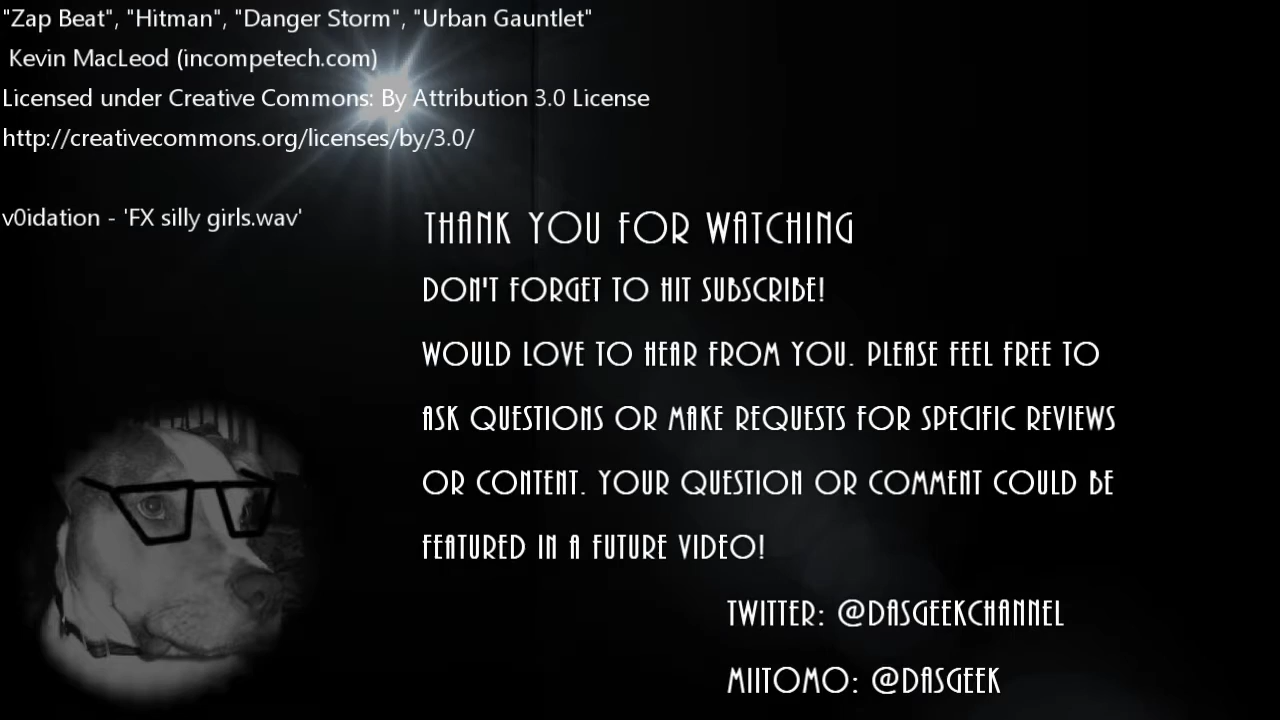 "Zap Beat", "Hitman", "Danger Storm", "Urban Gauntlet"
Kevin MacLeod (incompetech.com)
Licensed under Creative Commons: By Attribution 3.0 License
http://creativecommons.org/licenses/by/3.0/
v0idation - 'FX silly girls.wav'
THANK YOU FOR WATCHING
DON'T FORGET TO HIT SUBSCRIBE!
WOULD LOVE TO HEAR FROM YOU. PLEASE FEEL FREE TO
ASK QUESTIONS OR MAKE REQUESTS FOR SPECIFIC REVIEWS
OR CONTENT. YOUR QUESTION OR COMMENT COULD BE
FEATURED IN A FUTURE VIDEO!
TWITTER: @DASGEEKCHANNEL
MIITOMO: @DASGEEK